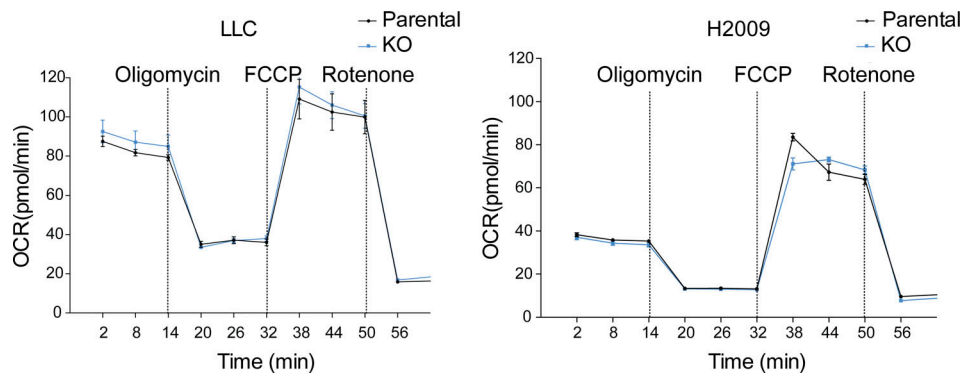 LLC
Parental
KO
Oligomycin FCCP Rotenone
OCR(pmol/min)
120
100
80
60
40
20
0
2 8 14 20 26 32 38 44 50 56
Time (min)
H2009
Parental
KO
Oligomycin FCCP Rotenone
OCR(pmol/min)
120
100
80
60
40
20
0
2 8 14 20 26 32 38 44 50 56
Time (min)